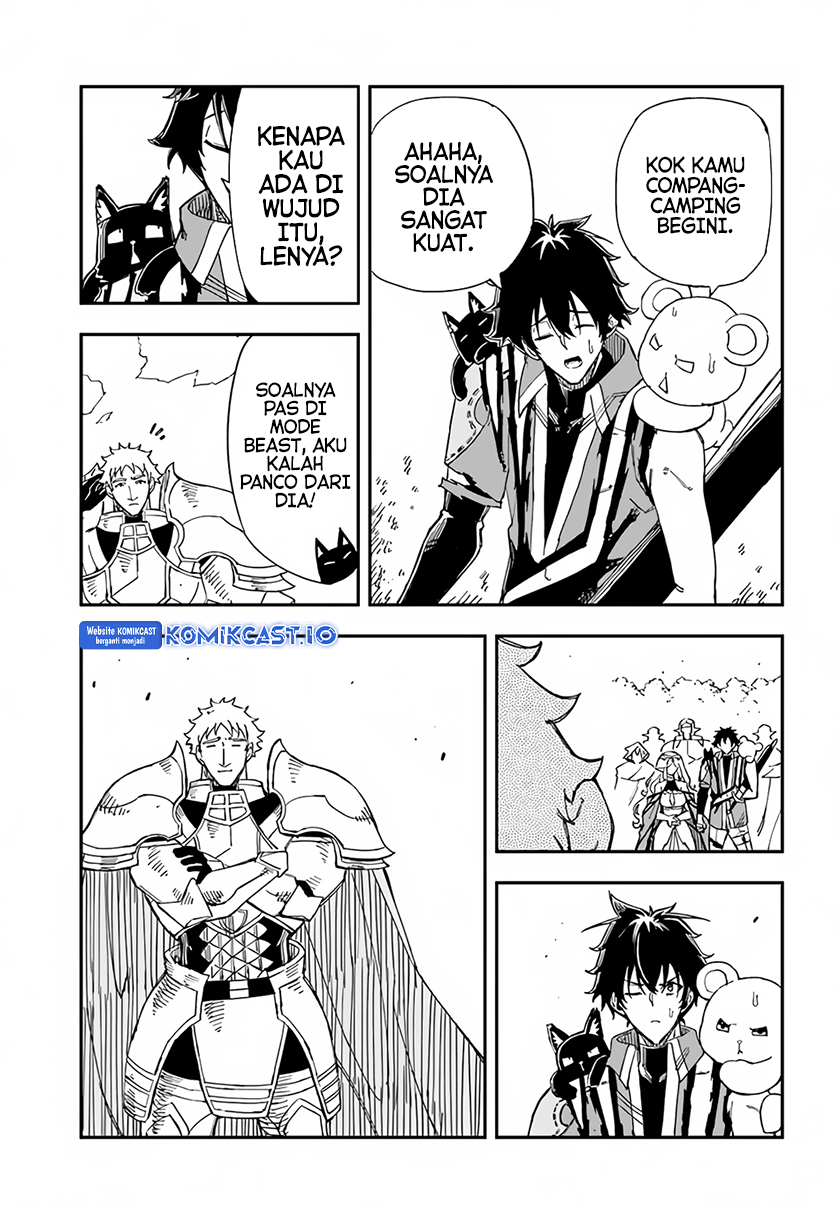 KOK KAMU
COMPANG-
CAMPING
BEGINI.
AHAHA,
SOALNYA
DIA
SANGAT
KUAT.
KENAPA
KAU
ADA DI
WUJUD
ITU,
LENYA?
SOALNYA
PAS DI
MODE
BEAST, AKU
KALAH
PANCO DARI
DIA!
Website KOMIKCAST
berganti menjadi
KOMIKCAST.IO